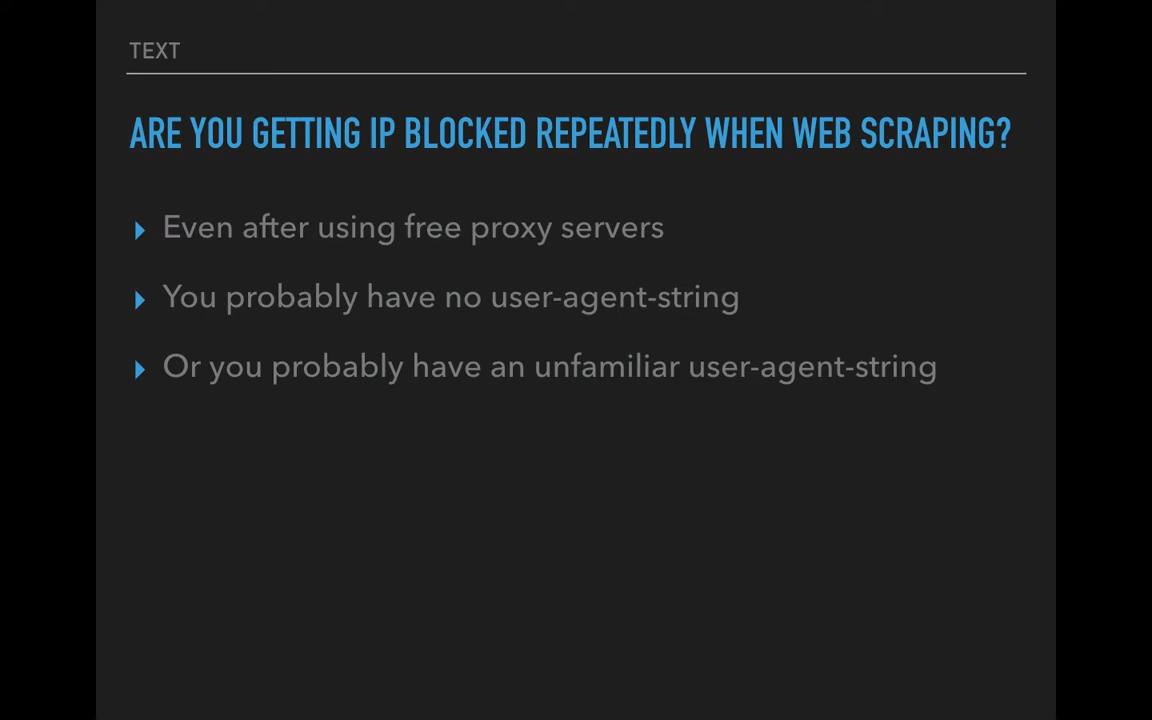 TEXT
ARE YOU GETTING IP BLOCKED REPEATEDLY WHEN WEB SCRAPING?
Even after using free proxy servers
You probably have no user-agent-string
Or you probably have an unfamiliar user-agent-string